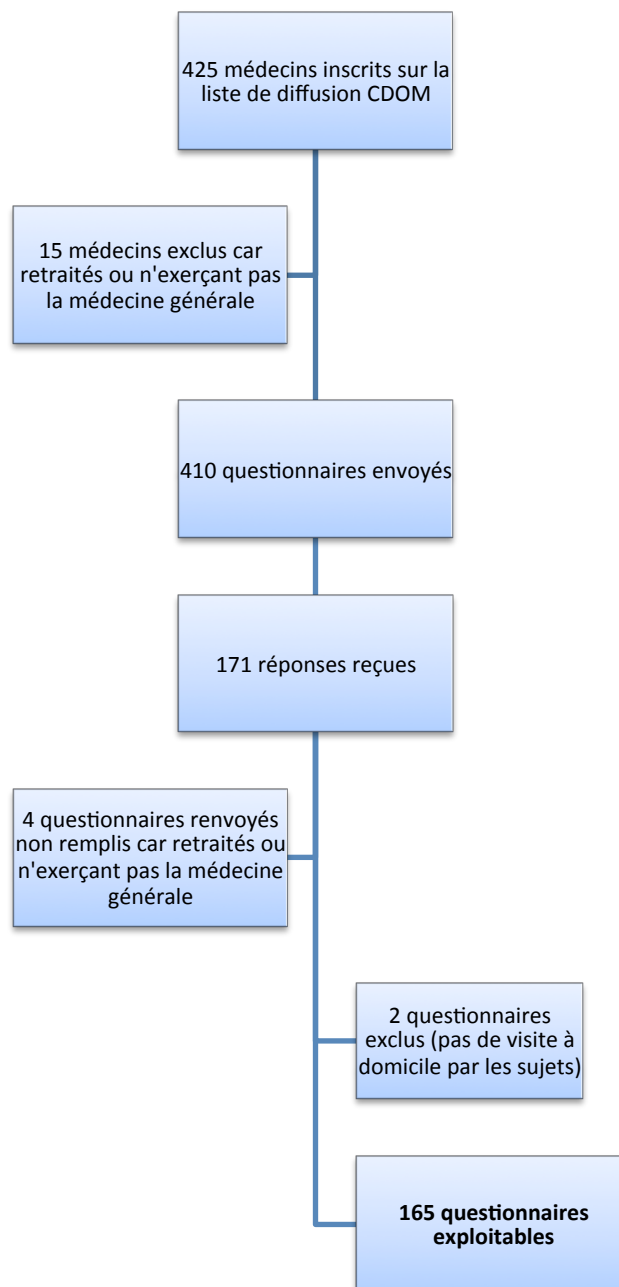 425 médecins inscrits sur la
liste de diffusion CDOM
15 médecins exclus car
retraités ou n'exerçant pas
la médecine générale
410 questionnaires envoyés
171 réponses reçues
4 questionnaires renvoyés
non remplis car retraités ou
n'exerçant pas la médecine
générale
2 questionnaires
exclus (pas de visite à
domicile par les sujets)
165 questionnaires
exploitables